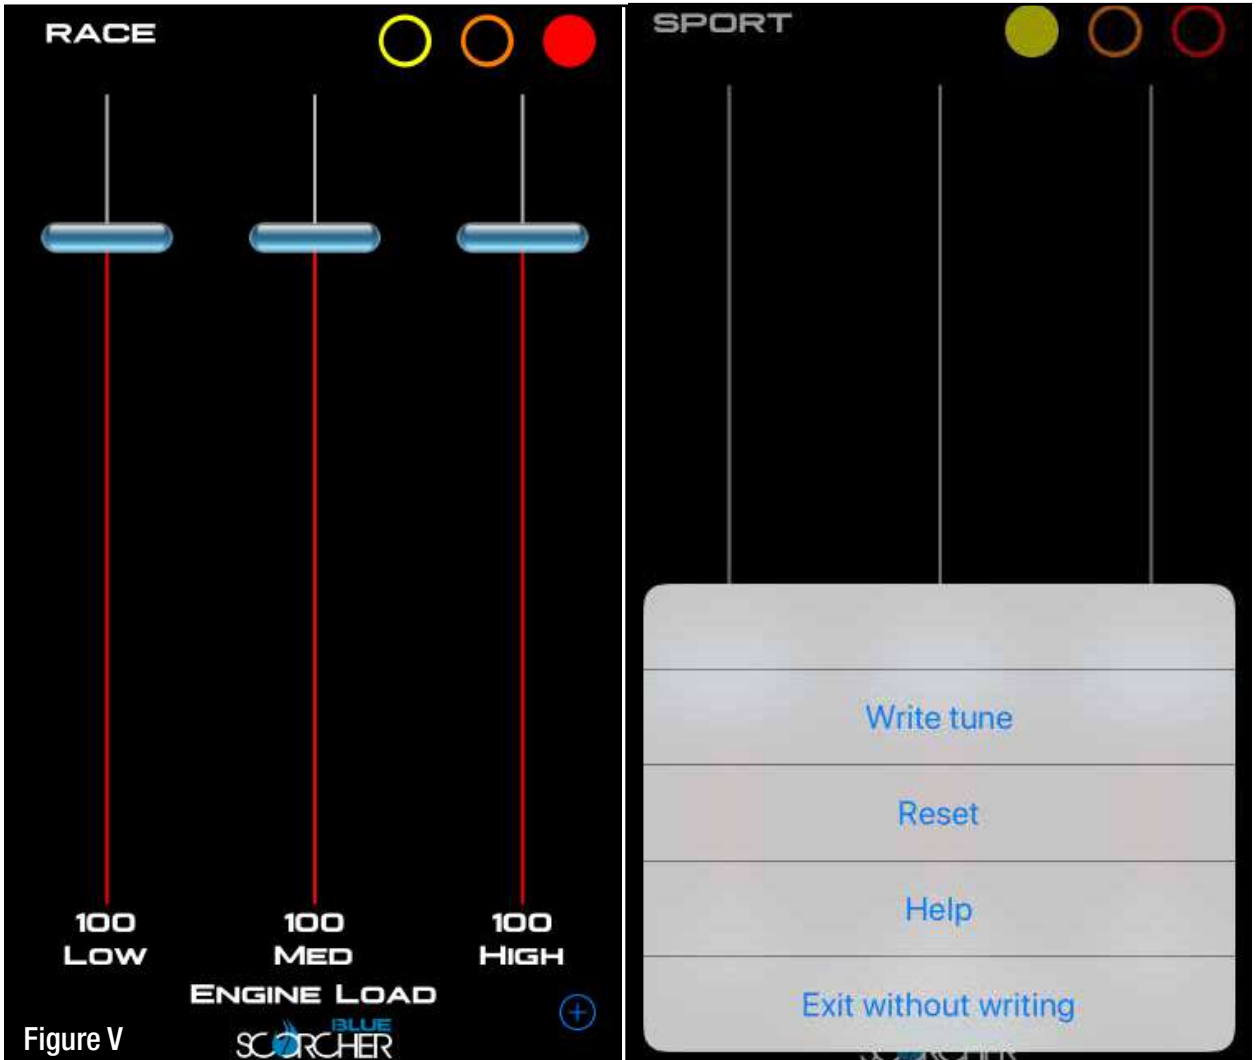 RACE
100 100 100
LOW MED HIGH
ENGINE LOAD
BLUE
SCORCHER
Figure V
SPORT
Write tune
Reset
Help
Exit without writing